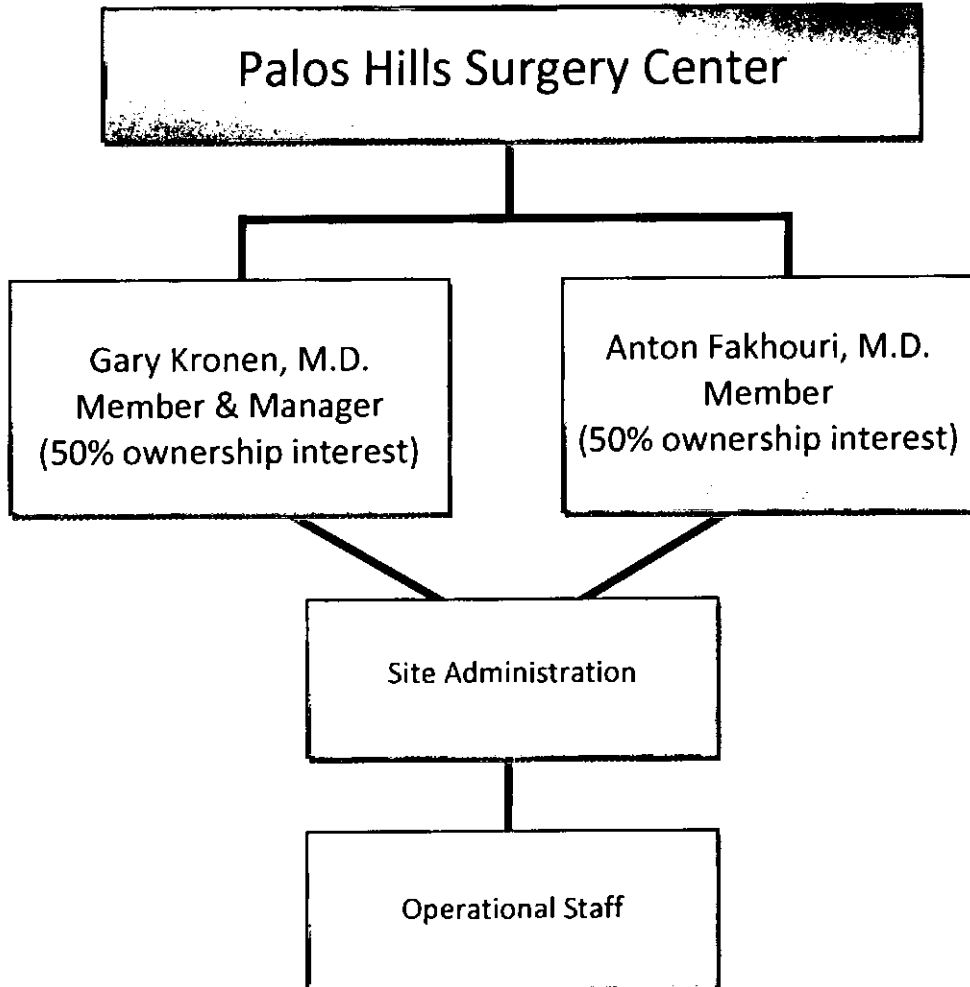 Palos Hills Surgery Center
Gary Kronen, M.D.
Member & Manager
(50% ownership interest)
Anton Fakhouri, M.D.
Member
(50% ownership interest)
Site Administration
Operational Staff